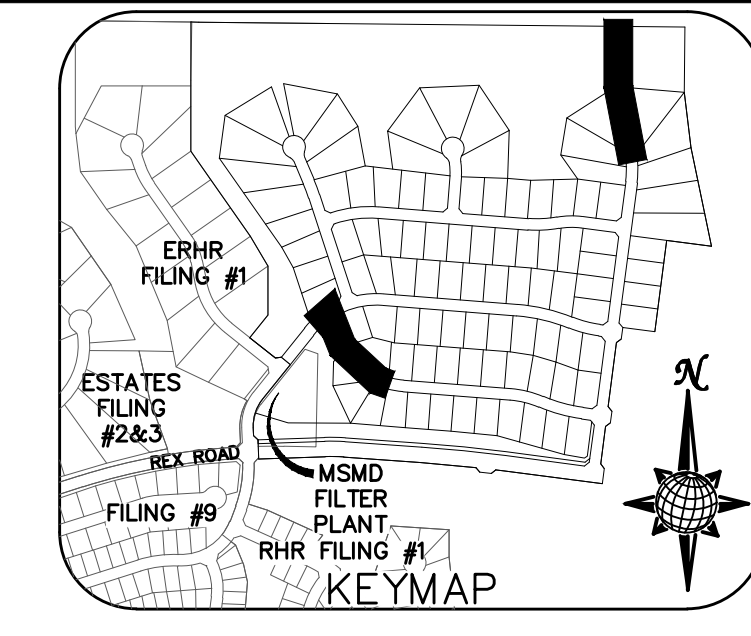 ERHR
FILING #1
N
ESTATES
FILING
#2&3
REX ROAD
MSMD
FILTER
PLANT
FILING #9
RHR FILING #1
KEYMAP